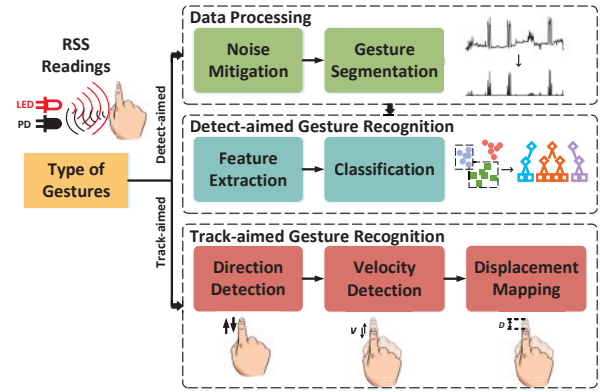 RSS
Readings
LED
PD
Type of
Gestures
Detect-aimed
Track-aimed
Data Processing
Noise
Mitigation
Gesture
Segmentation
Detect-aimed Gesture Recognition
Feature
Extraction
Classification
Track-aimed Gesture Recognition
Direction
Detection
Velocity
Detection
Displacement
Mapping
V
D